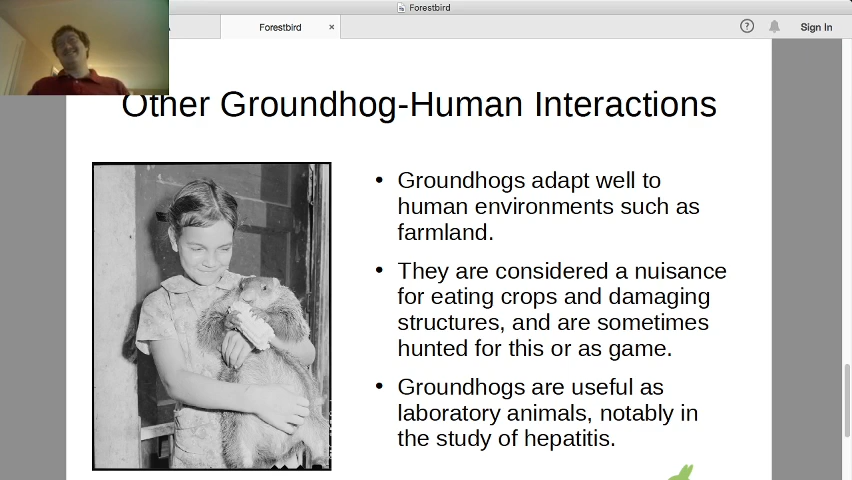 Forestbird
Forestbird ×
? Sign In
Other Groundhog-Human Interactions
• Groundhogs adapt well to
human environments such as
farmland.
• They are considered a nuisance
for eating crops and damaging
structures, and are sometimes
hunted for this or as game.
• Groundhogs are useful as
laboratory animals, notably in
the study of hepatitis.